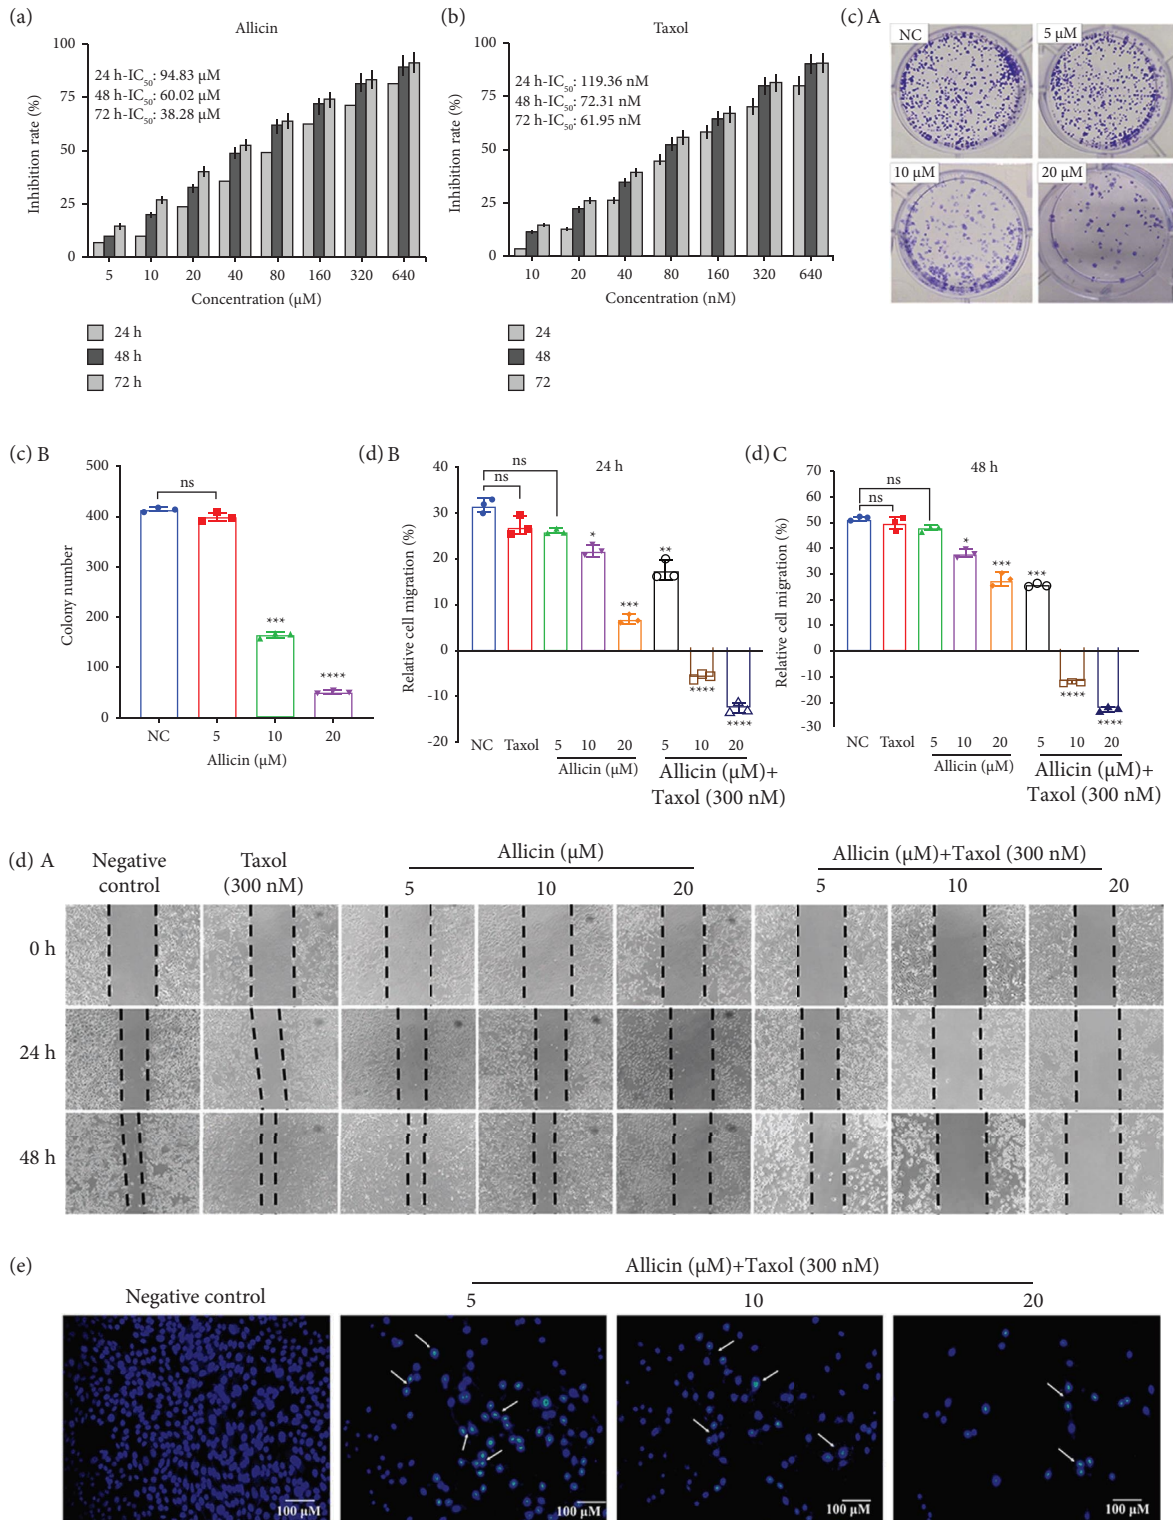 (a)
Allicin
100
75
50
25
0
Inhibition rate (%)
24 h-IC50: 94.83 μM
48 h-IC50: 60.02 μM
72 h-IC50: 38.28 μM
5 10 20 40 80 160 320 640
Concentration (μM)
24 h
48 h
72 h
(b)
Taxol
100
75
50
25
0
Inhibition rate (%)
24 h-IC50: 119.36 nM
48 h-IC50: 72.31 nM
72 h-IC50: 61.95 nM
10 20 40 80 160 320 640
Concentration (nM)
24
48
72
(c) A
NC
5 μM
10 μM
20 μM
(c) B
500
400
300
200
100
0
Colony number
ns
***
****
NC 5 10 20
Allicin (μM)
(d) B
24 h
40
30
20
10
0
-10
-20
Relative cell migration (%)
ns
ns
*
***
**
****
****
NC Taxol 5 10 20 5 10 20
Allicin (μM)
Allicin (μM)+
Taxol (300 nM)
(d) C
48 h
70
60
50
40
30
20
10
0
-10
-20
-30
Relative cell migration (%)
ns
ns
*
***
***
****
****
NC Taxol 5 10 20 5 10 20
Allicin (μM)
Allicin (μM)+
Taxol (300 nM)
(d) A
Negative
control
Taxol
(300 nM)
Allicin (μM)
5 10 20
Allicin (μM)+Taxol (300 nM)
5 10 20
0 h
24 h
48 h
(e)
Negative control
Allicin (μM)+Taxol (300 nM)
5 10 20
100 μM
100 μM
100 μM
100 μM